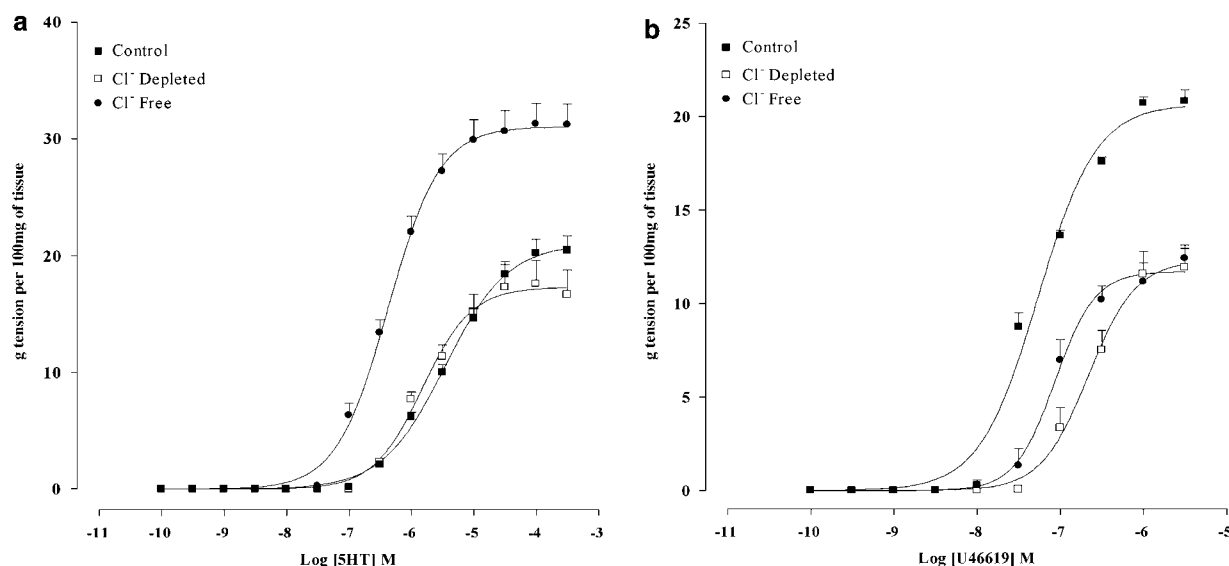 a
40
Control
Cl⁻ Depleted
Cl⁻ Free
30
20
10
0
g tension per 100mg of tissue
-11 -10 -9 -8 -7 -6 -5 -4 -3
Log [5HT] M
b
25
Control
Cl⁻ Depleted
Cl⁻ Free
20
15
10
5
0
g tension per 100mg of tissue
-11 -10 -9 -8 -7 -6 -5
Log [U46619] M